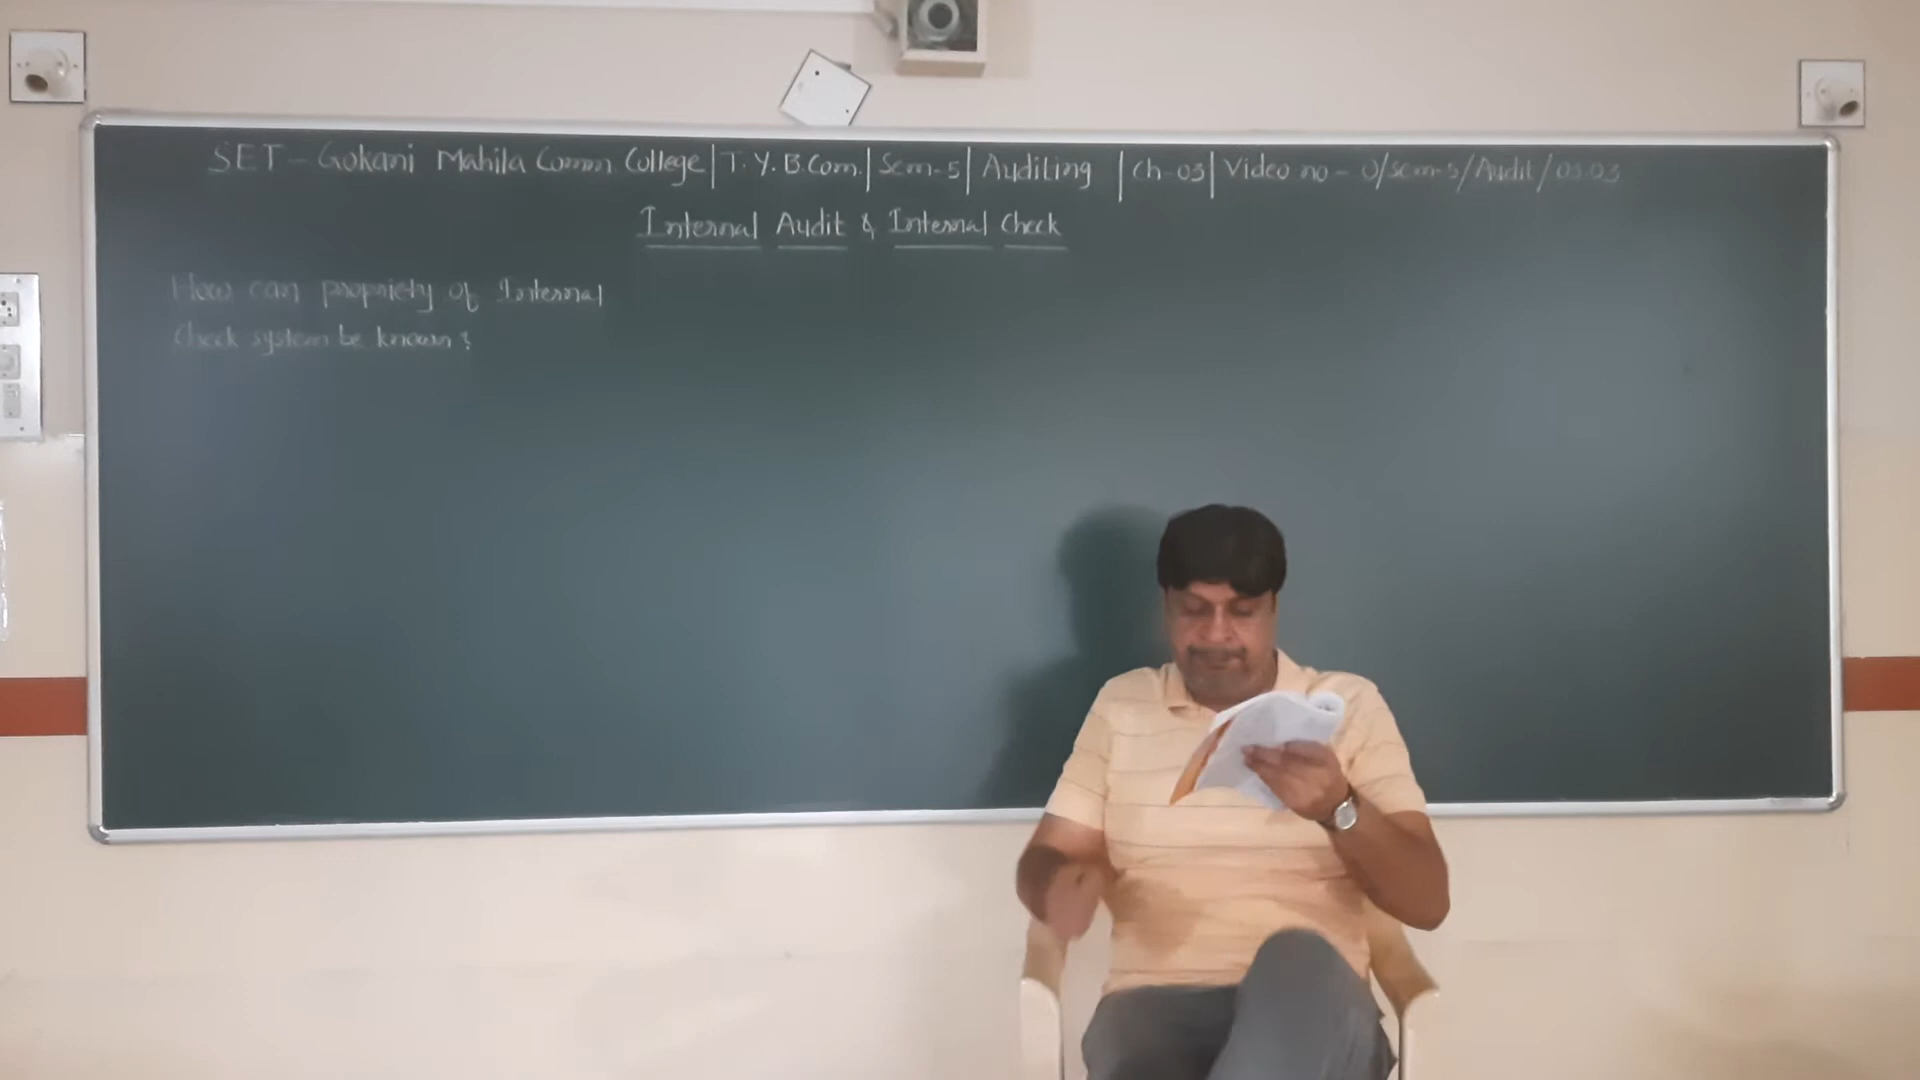 SET - Gokani Mahila Comm College | T.Y.B.Com. | Sem-5 | Auditing | Ch-03 | Video no - 0/sem-5/Audit/03.03
Internal Audit & Internal Check
How can propriety of Internal
Check system be known?